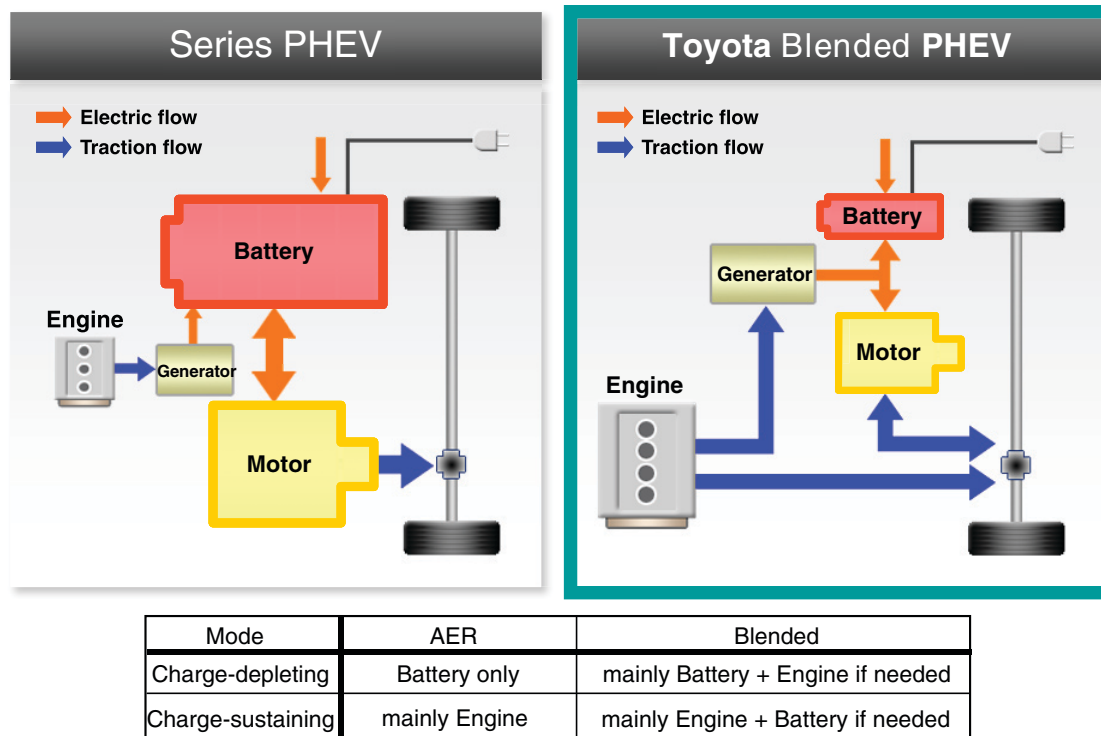 Series PHEV
Electric flow
Traction flow
Battery
Engine
Generator
Motor
Toyota Blended PHEV
Electric flow
Traction flow
Battery
Generator
Motor
Engine
Mode AER Blended
Charge-depleting Battery only mainly Battery + Engine if needed
Charge-sustaining mainly Engine mainly Engine + Battery if needed